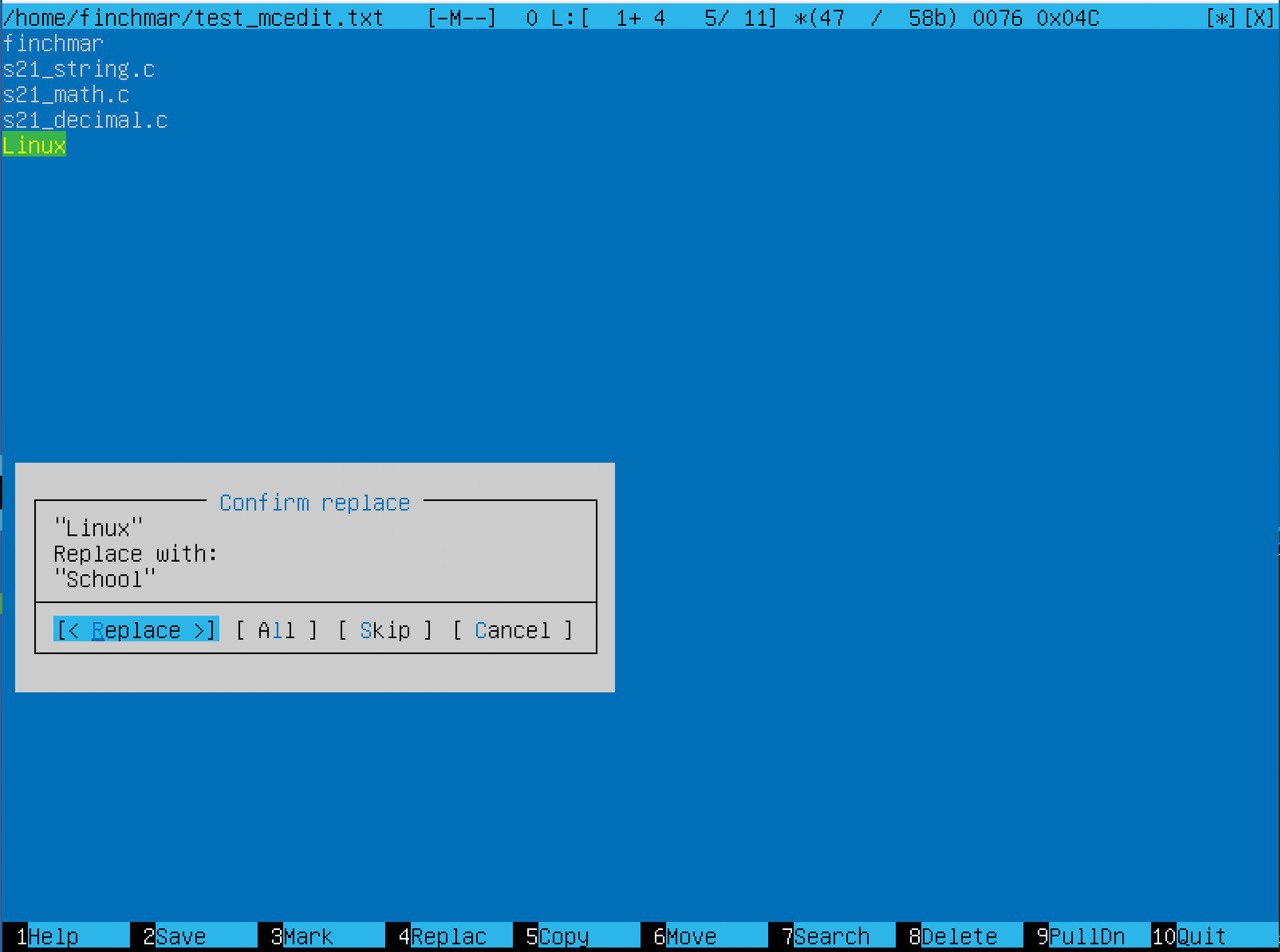 /home/finchmar/test_mcedit.txt [-M--] 0 L:[ 1+ 4 5/ 11] *(47 / 58b) 0076 0x04C [*][X]
finchmar
s21_string.c
s21_math.c
s21_decimal.c
Linux
Confirm replace
"Linux"
Replace with:
"School"
[< Replace >] [ All ] [ Skip ] [ Cancel ]
1Help 2Save 3Mark 4Replac 5Copy 6Move 7Search 8Delete 9PullDn 10Quit